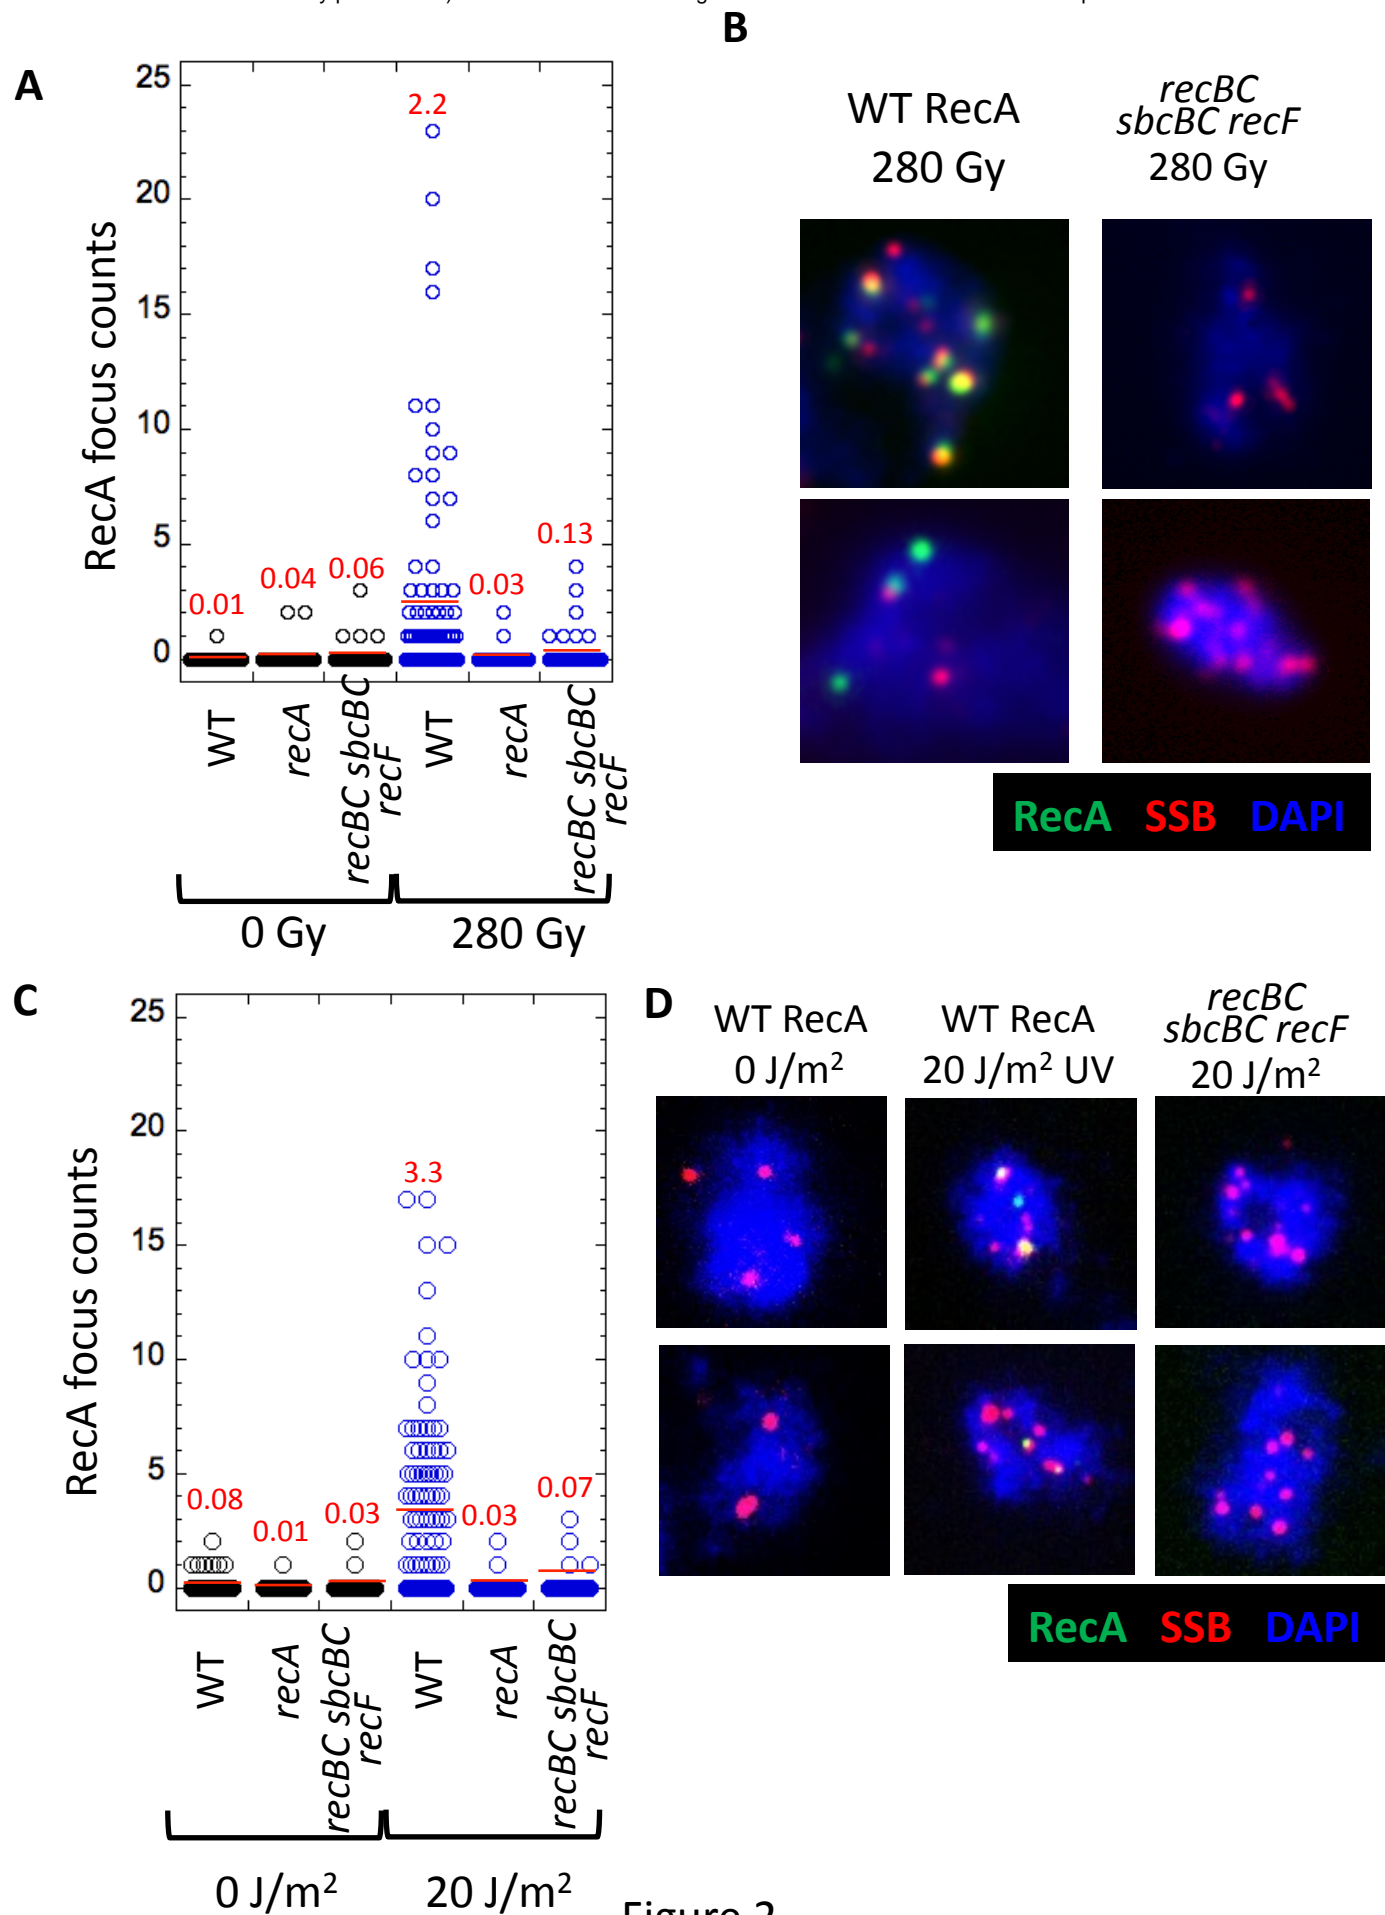 A
25
20
15
10
5
0
RecA focus counts
0.01
0.04
0.06
2.2
0.03
0.13
WT
recA
recBC sbcBC
recF
WT
recA
recBC sbcBC
recF
0 Gy
280 Gy
B
WT RecA
280 Gy
recBC
sbcBC recF
280 Gy
RecA SSB DAPI
C
25
20
15
10
5
0
RecA focus counts
0.08
0.01
0.03
3.3
0.03
0.07
WT
recA
recBC sbcBC
recF
WT
recA
recBC sbcBC
recF
0 J/m²
20 J/m²
D
WT RecA
0 J/m²
WT RecA
20 J/m² UV
recBC
sbcBC recF
20 J/m²
RecA SSB DAPI
Figure 2